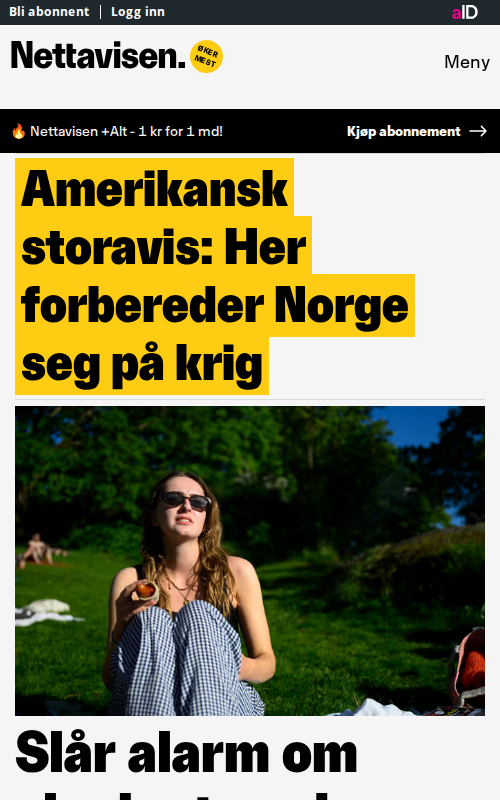 Bli abonnent | Logg inn
aID
Nettavisen.
ØKER
MEST
Meny
🔥 Nettavisen +Alt - 1 kr for 1 md!
Kjøp abonnement →
Amerikansk
storavis: Her
forbereder Norge
seg på krig
Slår alarm om